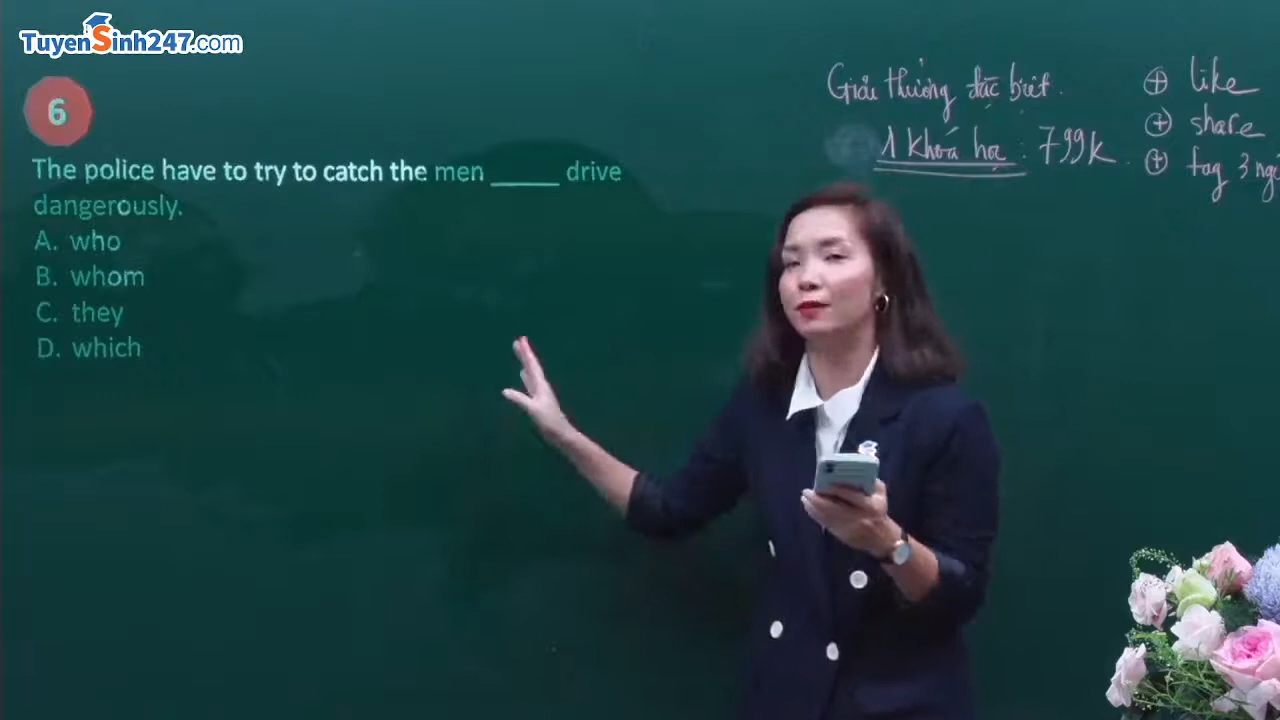 TuyenSinh247.com
6
The police have to try to catch the men _____ drive
dangerously.
A. who
B. whom
C. they
D. which
Giải thưởng đặc biệt.
1 khoá học : 799k.
+ like
+ share
+ tag 3